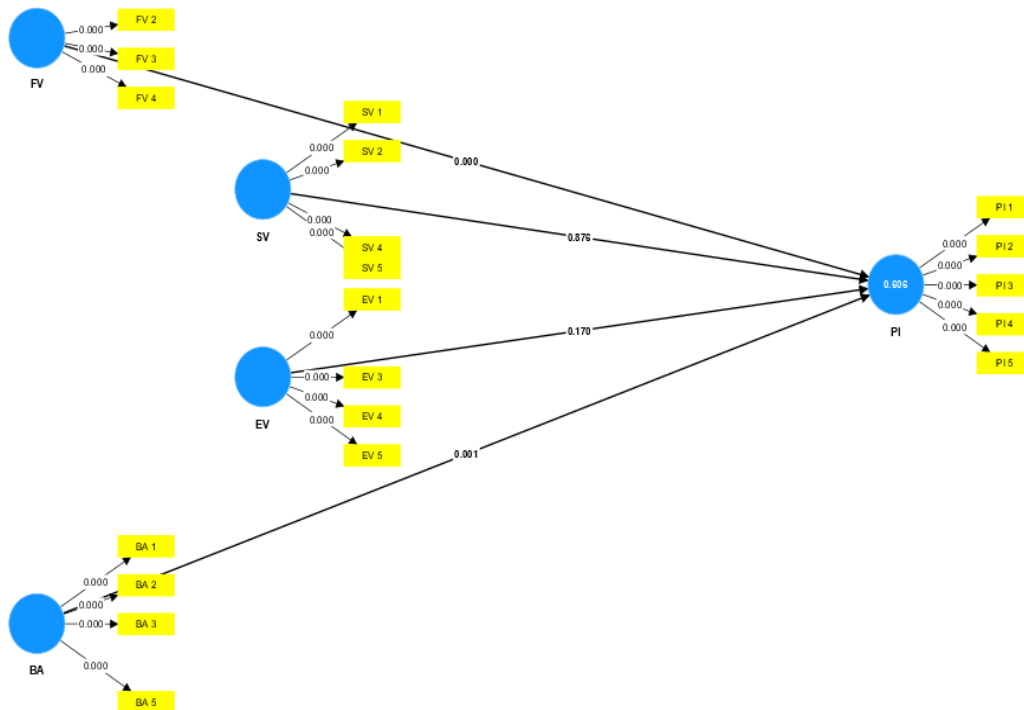 FV 2
0.000
FV 3
0.000
0.000
FV 4
FV
SV 1
0.000
SV 2
0.000
0.000
0.000
SV 4
SV 5
SV
0.000
0.876
EV 1
0.000
EV 3
0.000
EV 4
0.000
EV 5
0.000
EV
0.170
0.001
BA 1
0.000
BA 2
0.000
BA 3
0.000
0.000
BA 5
BA
0.606
PI
PI 1
0.000
PI 2
0.000
PI 3
0.000
PI 4
0.000
PI 5
0.000